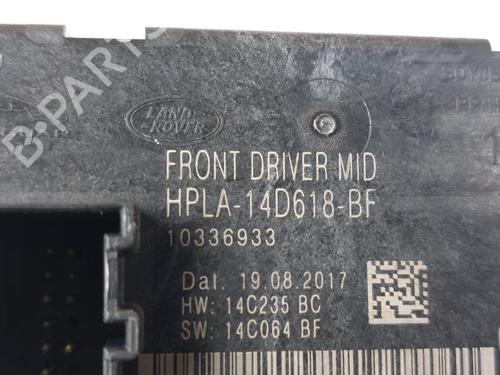 LAND
ROVER
FRONT DRIVER MID
HPLA-14D618-BF
10336933
Dat. 19.08.2017
HW: 14C235 BC
SW: 14C064 BF
B-Parts